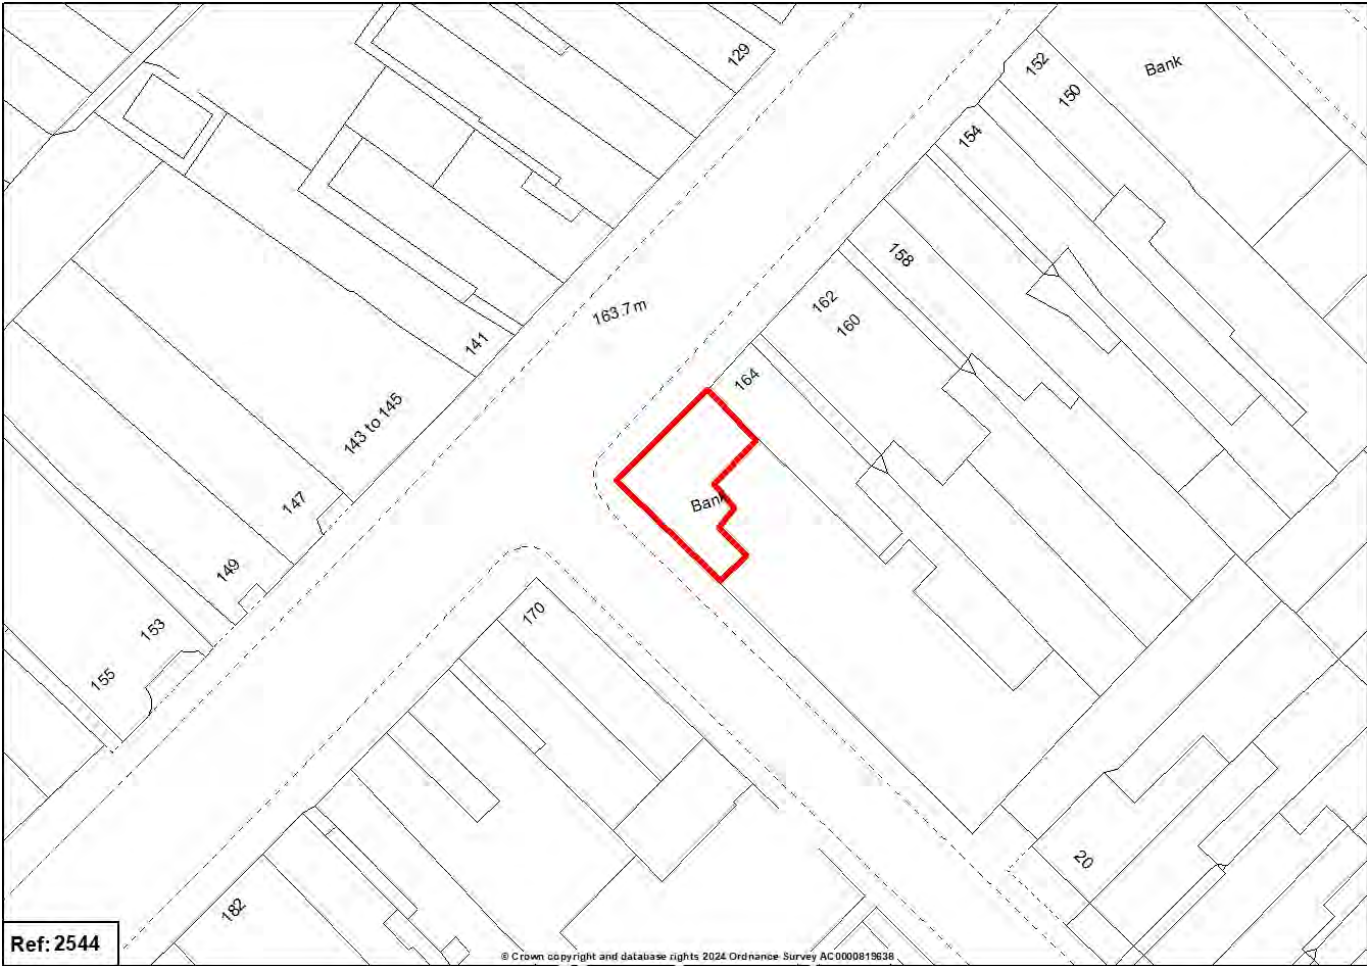 129
152
Bank
150
154
158
162
163.7m
160
141
164
143 to 145
Bank
147
149
170
153
155
20
182
Ref: 2544
© Crown copyright and database rights 2024 Ordnance Survey AC0000819638